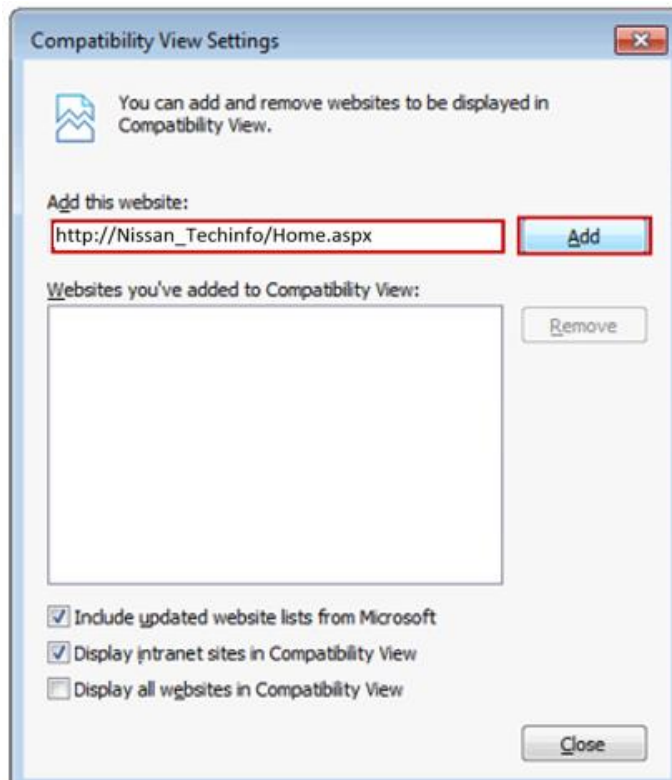 Compatibility View Settings
You can add and remove websites to be displayed in
Compatibility View.
Add this website:
http://Nissan_Techinfo/Home.aspx
Add
Websites you've added to Compatibility View:
Remove
Include updated website lists from Microsoft
Display intranet sites in Compatibility View
Display all websites in Compatibility View
Close